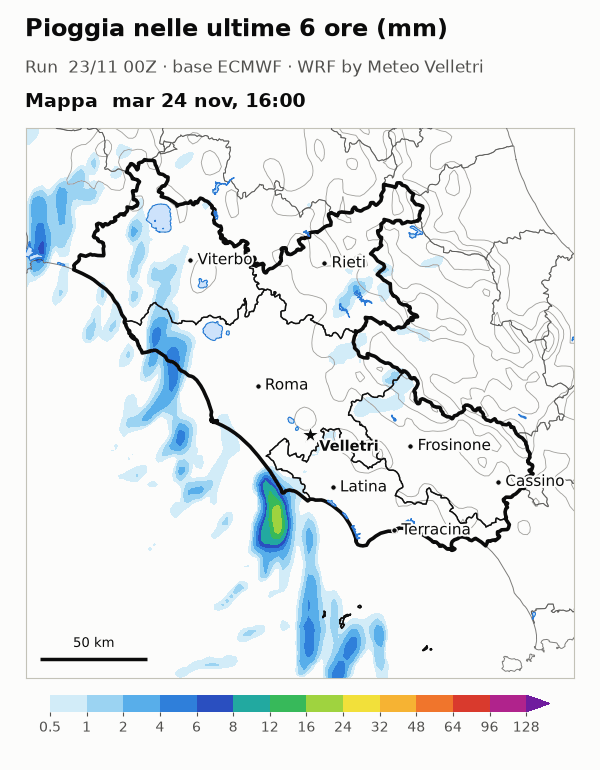 Pioggia nelle ultime 6 ore (mm)
Run  23/11 00Z · base ECMWF · WRF by Meteo Velletri
Mappa  mar 24 nov, 16:00
Viterbo
Rieti
Roma
Velletri
Frosinone
Latina
Cassino
Terracina
50 km
0.5 1 2 4 6 8 12 16 24 32 48 64 96 128